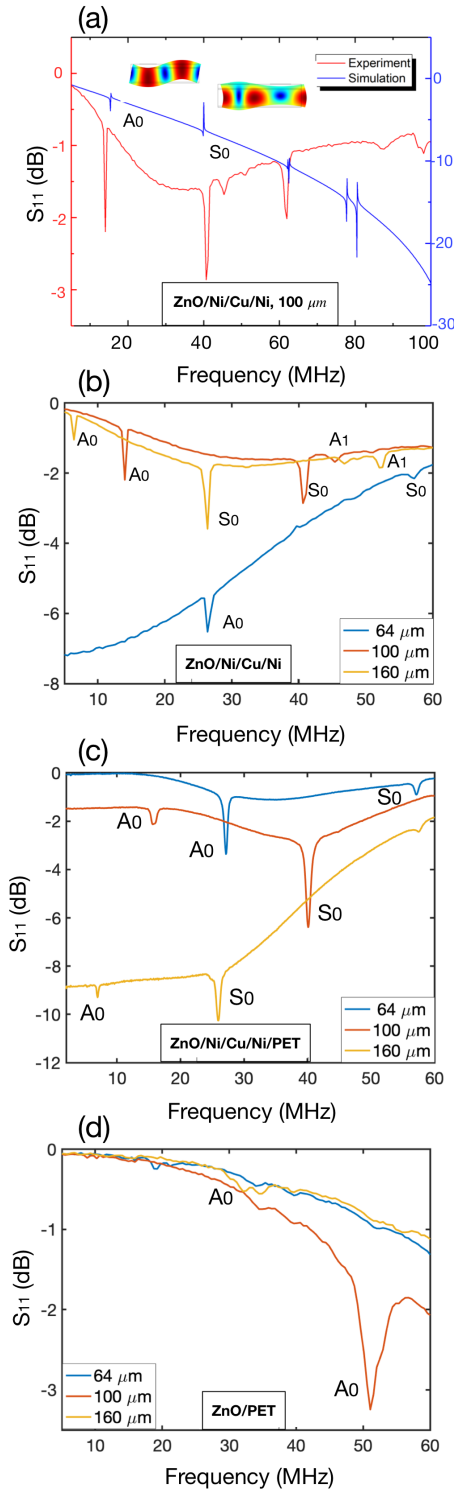 (a)
Experiment
Simulation
0
-1
-2
-3
0
-10
-20
-30
S11 (dB)
A0
S0
ZnO/Ni/Cu/Ni, 100 μm
20 40 60 80 100
Frequency (MHz)
(b)
0
-2
-4
-6
-8
S11 (dB)
A0
A0
S0
S0
A1
A1
S0
A0
64 μm
100 μm
160 μm
ZnO/Ni/Cu/Ni
10 20 30 40 50 60
Frequency (MHz)
(c)
0
-2
-4
-6
-8
-10
-12
S11 (dB)
A0
A0
S0
S0
A0
S0
64 μm
100 μm
160 μm
ZnO/Ni/Cu/Ni/PET
10 20 30 40 50 60
Frequency (MHz)
(d)
0
-1
-2
-3
S11 (dB)
A0
A0
64 μm
100 μm
160 μm
ZnO/PET
10 20 30 40 50 60
Frequency (MHz)